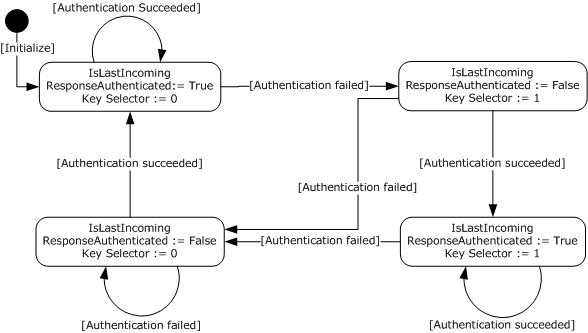 [Authentication Succeeded]
[Initialize]
IsLastIncoming
ResponseAuthenticated:= True
Key Selector := 0
[Authentication failed]
IsLastIncoming
ResponseAuthenticated := False
Key Selector := 1
[Authentication succeeded]
[Authentication succeeded]
[Authentication failed]
IsLastIncoming
ResponseAuthenticated := False
Key Selector := 0
[Authentication failed]
IsLastIncoming
ResponseAuthenticated := True
Key Selector := 1
[Authentication failed]
[Authentication succeeded]